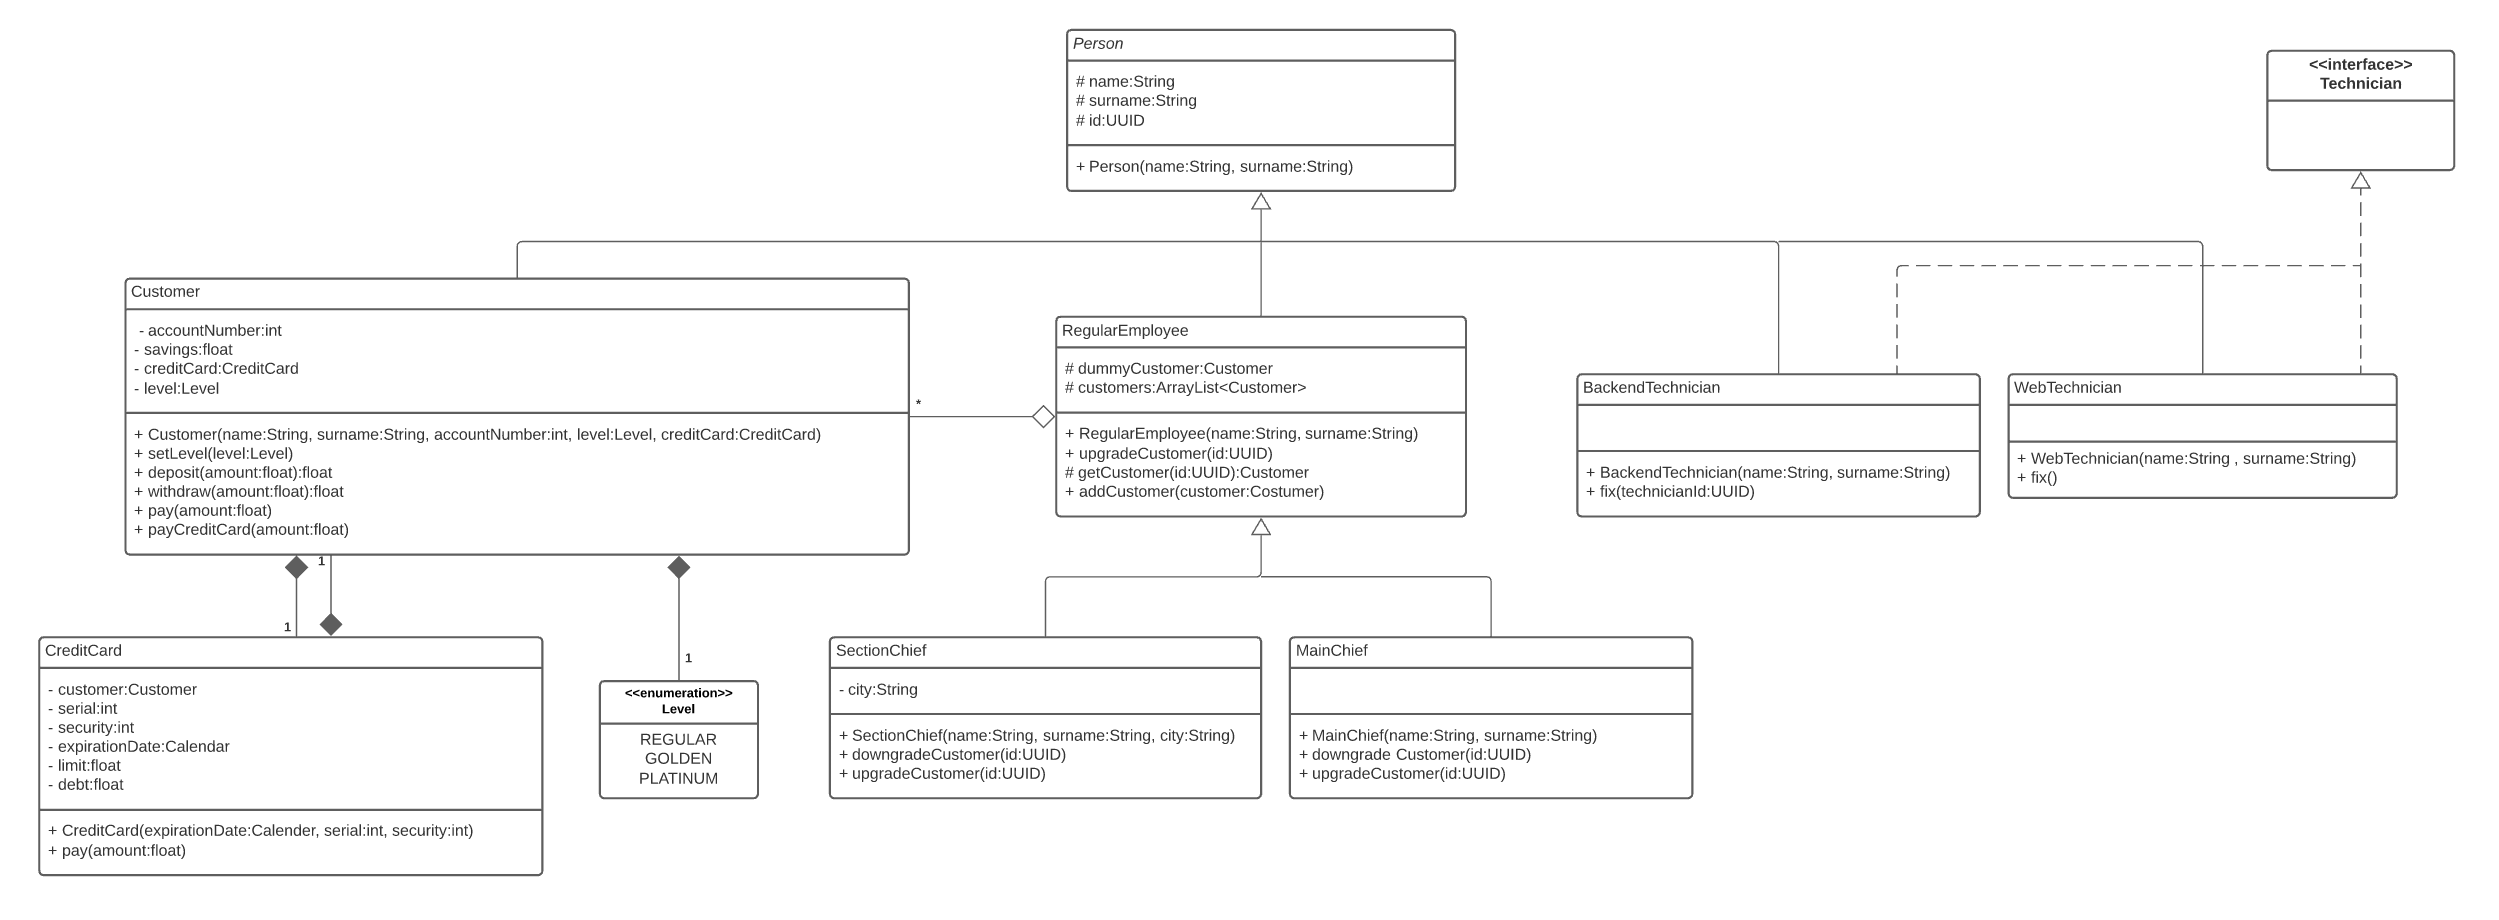 Person
# name:String
# surname:String
# id:UUID
+ Person(name:String, surname:String)
<<interface>>
Technician
Customer
- accountNumber:int
- savings:float
- creditCard:CreditCard
- level:Level
+ Customer(name:String, surname:String, accountNumber:int, level:Level, creditCard:CreditCard)
+ setLevel(level:Level)
+ deposit(amount:float):float
+ withdraw(amount:float):float
+ pay(amount:float)
+ payCreditCard(amount:float)
*
RegularEmployee
# dummyCustomer:Customer
# customers:ArrayList<Customer>
+ RegularEmployee(name:String, surname:String)
+ upgradeCustomer(id:UUID)
# getCustomer(id:UUID):Customer
+ addCustomer(customer:Costumer)
BackendTechnician
+ BackendTechnician(name:String, surname:String)
+ fix(technicianId:UUID)
WebTechnician
+ WebTechnician(name:String , surname:String)
+ fix()
1
1
1
CreditCard
- customer:Customer
- serial:int
- security:int
- expirationDate:Calendar
- limit:float
- debt:float
+ CreditCard(expirationDate:Calender, serial:int, security:int)
+ pay(amount:float)
<<enumeration>>
Level
REGULAR
GOLDEN
PLATINUM
SectionChief
- city:String
+ SectionChief(name:String, surname:String, city:String)
+ downgradeCustomer(id:UUID)
+ upgradeCustomer(id:UUID)
MainChief
+ MainChief(name:String, surname:String)
+ downgrade Customer(id:UUID)
+ upgradeCustomer(id:UUID)